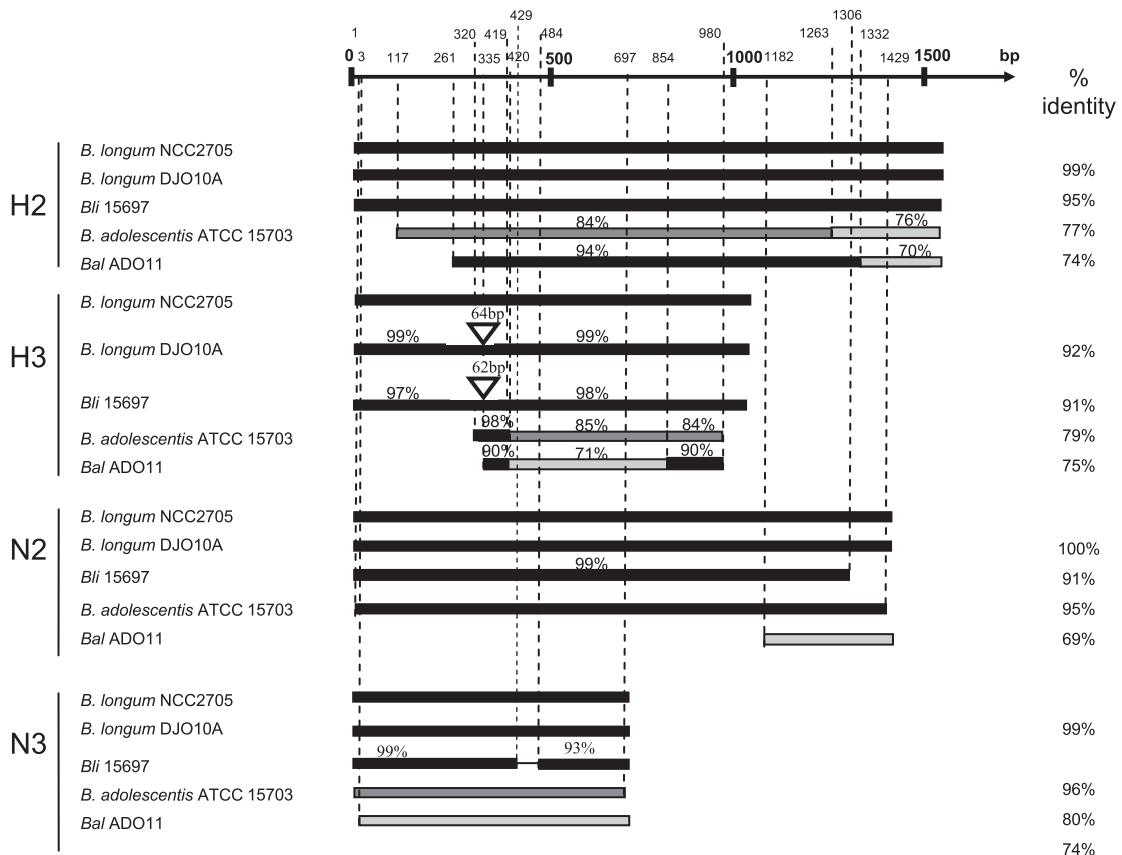 429 1306
1 320 419 484 980 1263 1332
0 3 117 261 335 420 500 697 854 1000 1182 1429 1500 bp
%
identity
H2
B. longum NCC2705
B. longum DJO10A 99%
Bli 15697 95%
B. adolescentis ATCC 15703 84% 76% 77%
Bal ADO11 94% 70% 74%
H3
B. longum NCC2705
64bp
B. longum DJO10A 99% 99% 92%
62bp
Bli 15697 97% 98% 91%
B. adolescentis ATCC 15703 98% 85% 84% 79%
Bal ADO11 90% 71% 90% 75%
N2
B. longum NCC2705
B. longum DJO10A 100%
Bli 15697 99% 91%
B. adolescentis ATCC 15703 95%
Bal ADO11 69%
N3
B. longum NCC2705
B. longum DJO10A 99%
Bli 15697 99% 93%
B. adolescentis ATCC 15703 96%
Bal ADO11 80%
74%